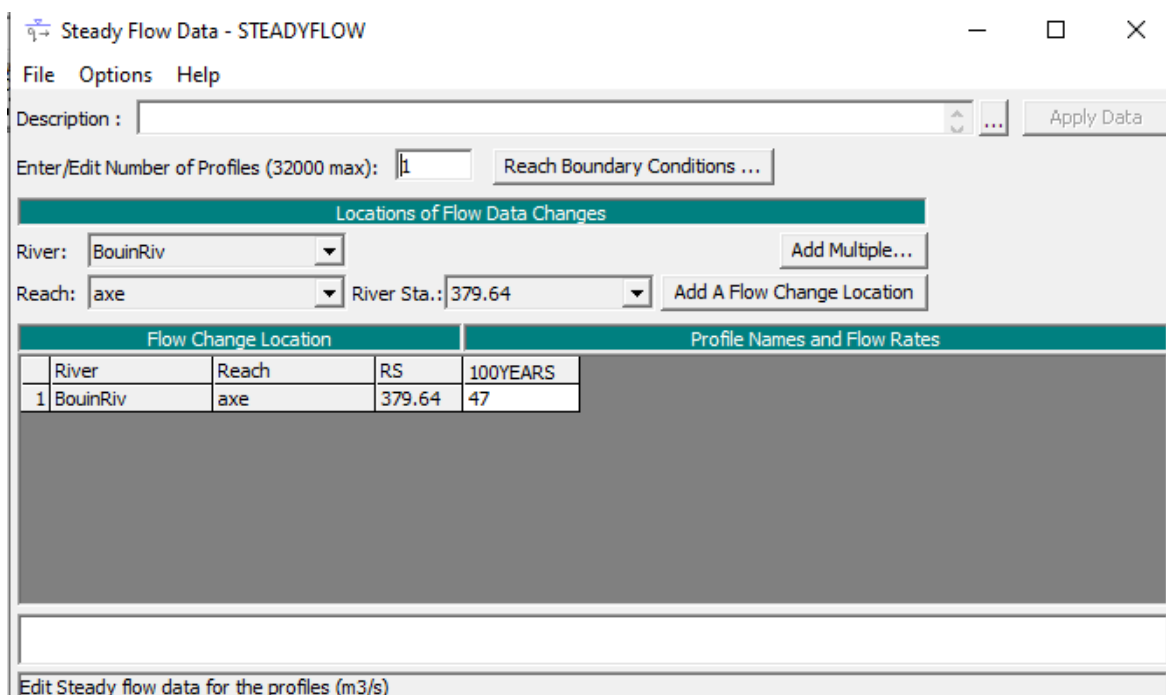 Steady Flow Data - STEADYFLOW
File Options Help
Description : ... Apply Data
Enter/Edit Number of Profiles (32000 max): 1 Reach Boundary Conditions ...
Locations of Flow Data Changes
River: BouinRiv Add Multiple...
Reach: axe River Sta.: 379.64 Add A Flow Change Location
Flow Change Location Profile Names and Flow Rates
River Reach RS 100YEARS
1 BouinRiv axe 379.64 47
Edit Steady flow data for the profiles (m3/s)